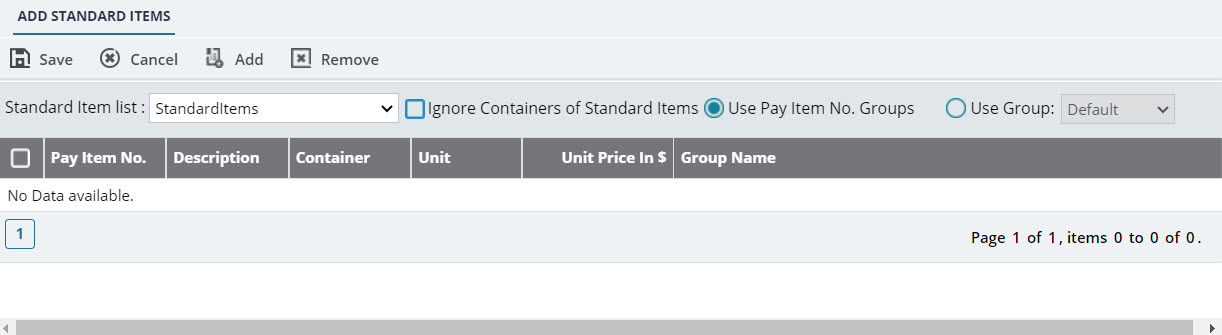 ADD STANDARD ITEMS
Save Cancel Add Remove
Standard Item list : StandardItems Ignore Containers of Standard Items Use Pay Item No. Groups Use Group: Default
Pay Item No. Description Container Unit Unit Price In $ Group Name
No Data available.
1
Page 1 of 1, items 0 to 0 of 0.